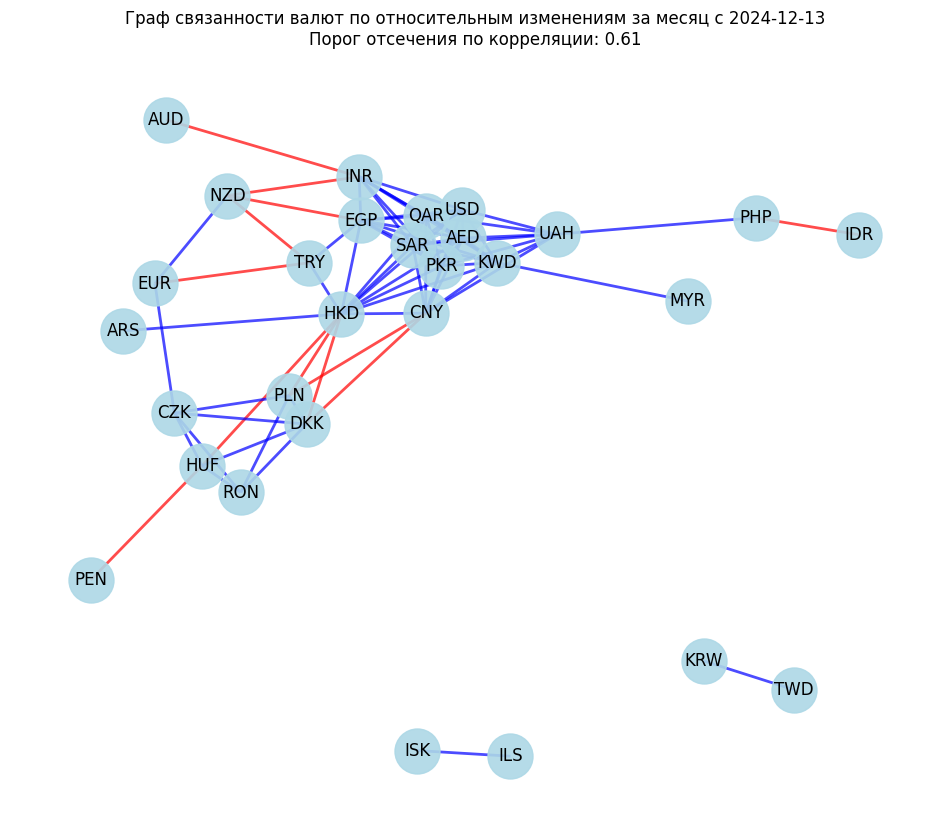 Граф связанности валют по относительным изменениям за месяц с 2024-12-13
Порог отсечения по корреляции: 0.61
AUD
INR
NZD
QAR
USD
EGP
PHP
UAH
IDR
AED
SAR
TRY
PKR
KWD
EUR
MYR
HKD
CNY
ARS
PLN
CZK
DKK
HUF
RON
PEN
KRW
TWD
ISK
ILS